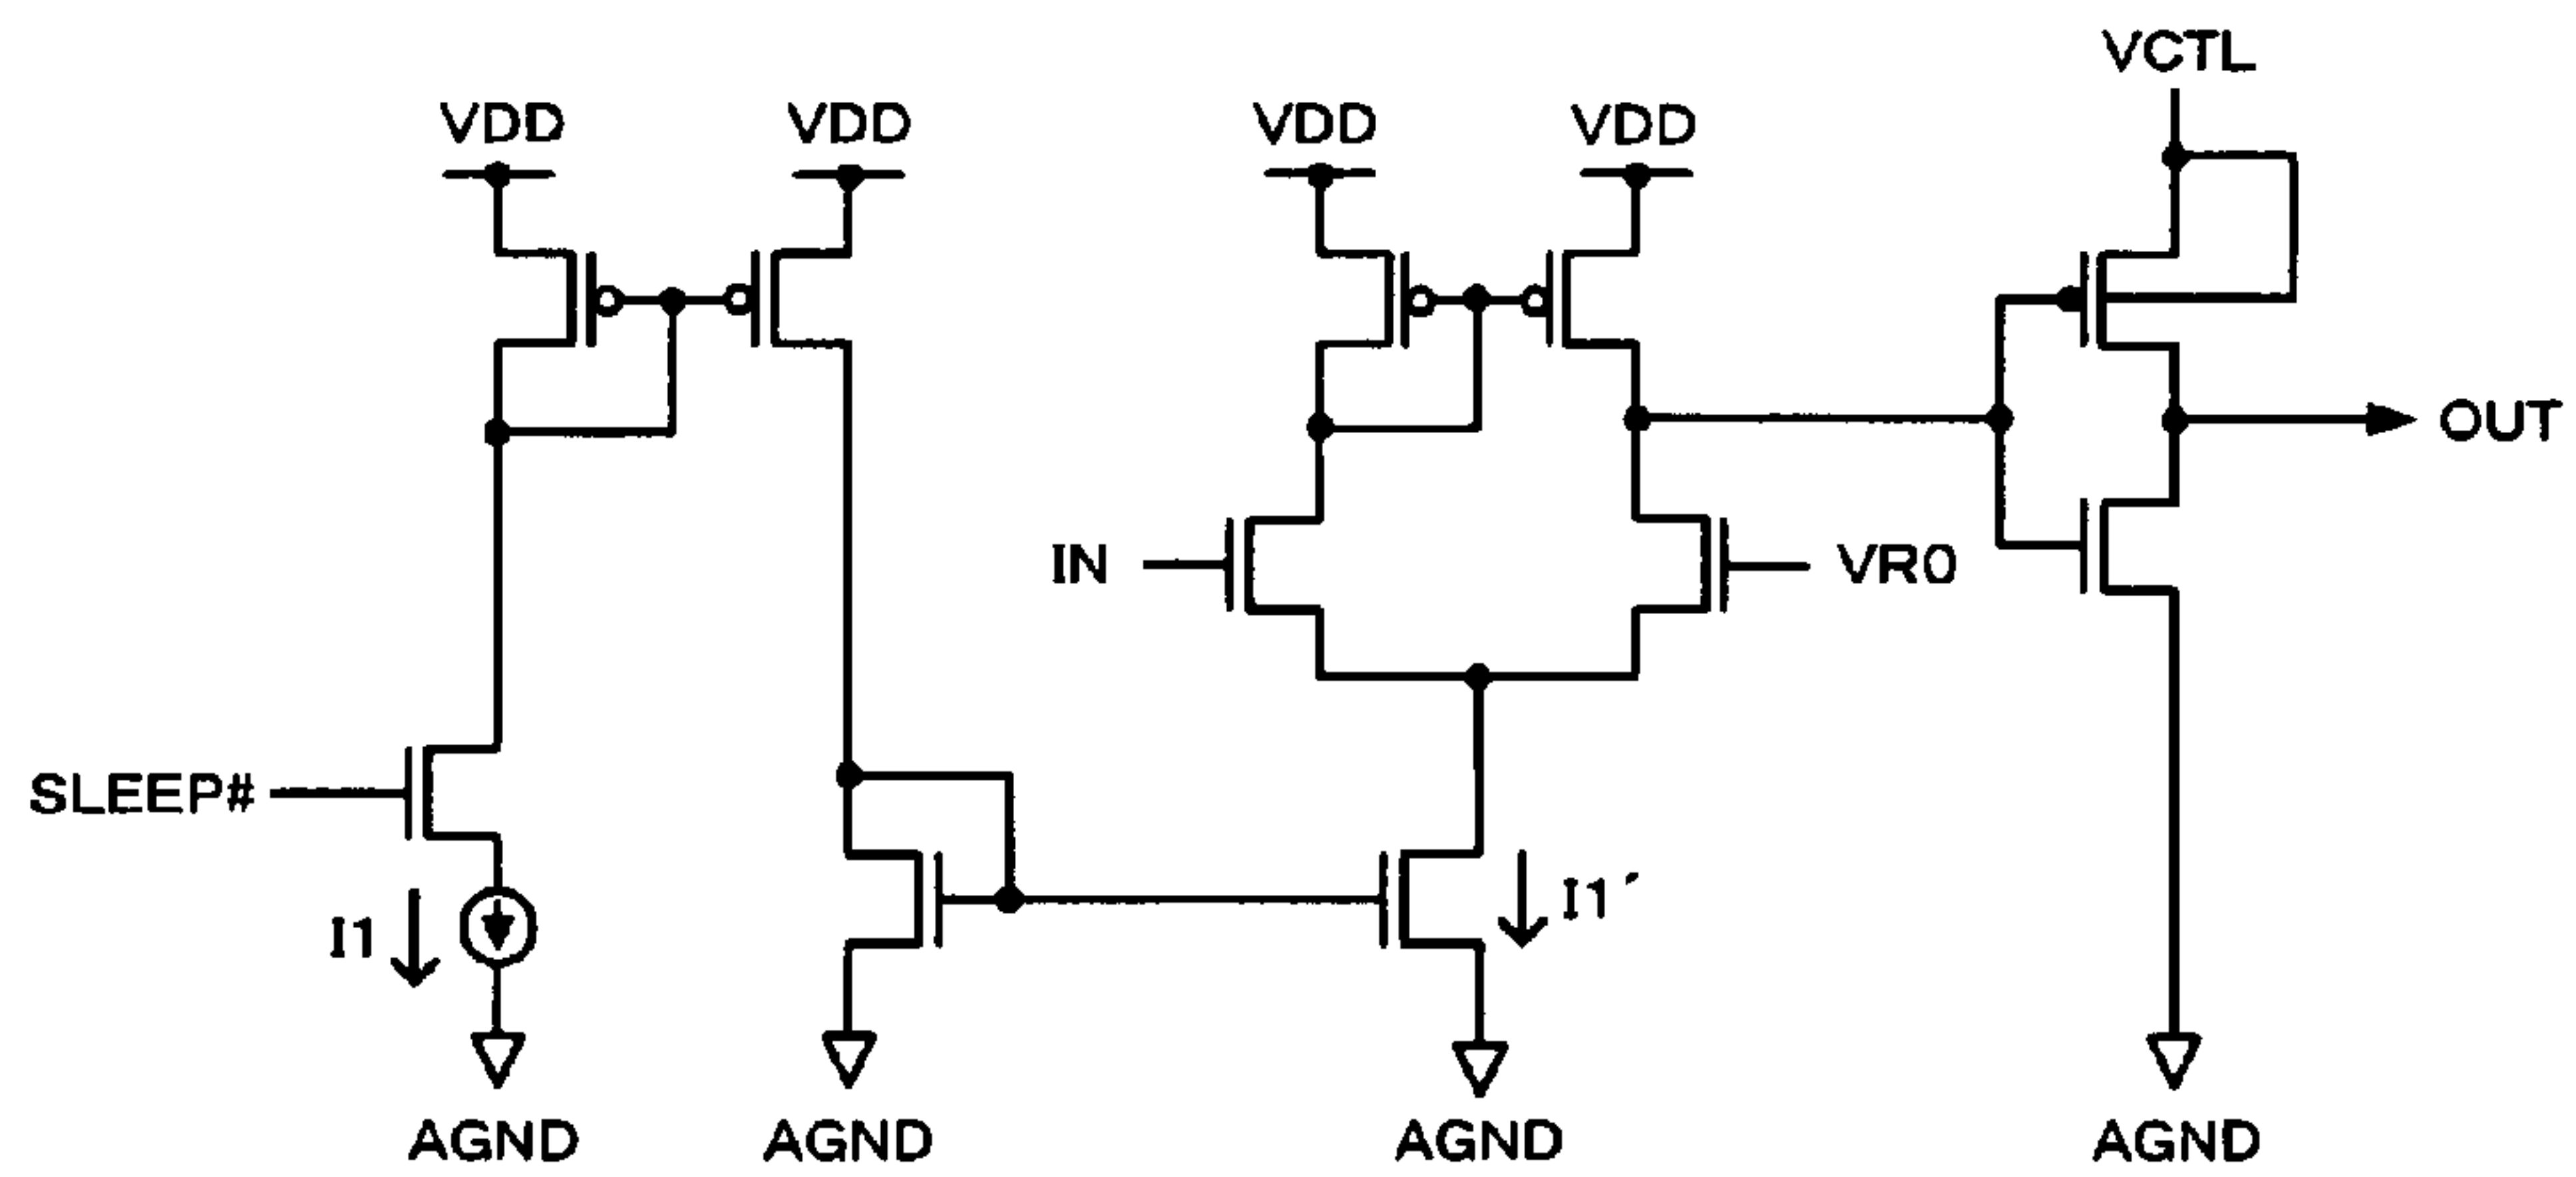 VCTL
VDD
VDD
VDD
VDD
OUT
IN
VR0
SLEEP#
I1
I1´
AGND
AGND
AGND
AGND